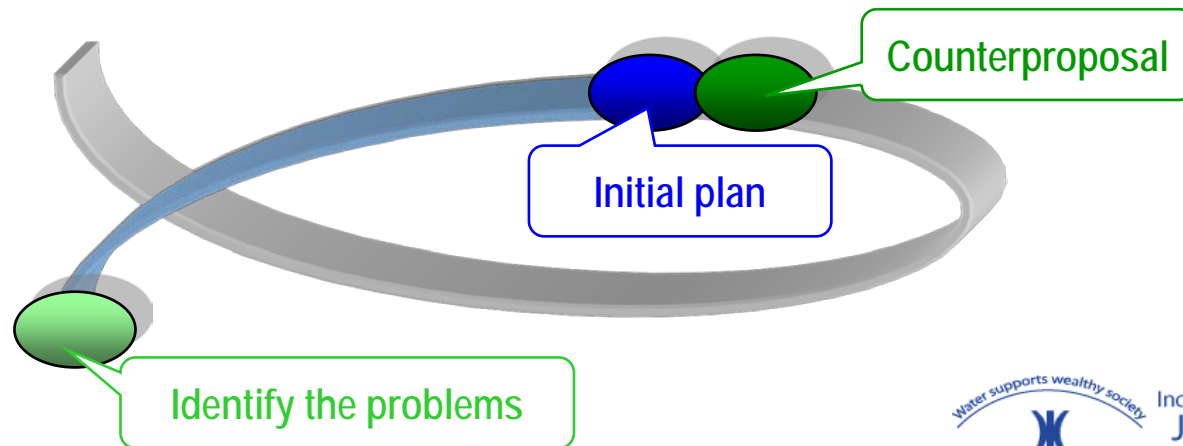 Counterproposal
Initial plan
Identify the problems
Water supports wealthy society